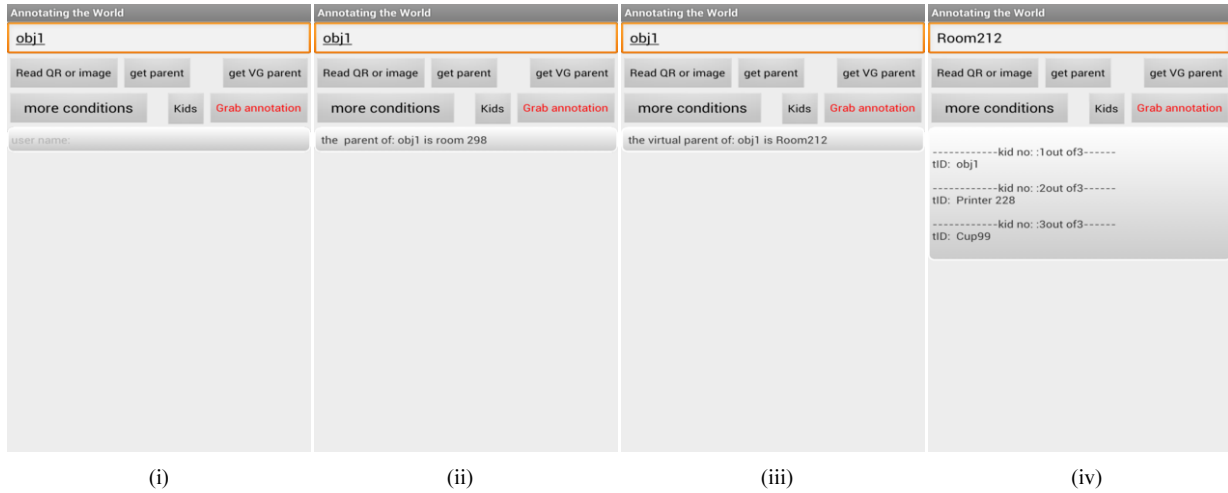 Annotating the World
obj1
Read QR or image get parent get VG parent
more conditions Kids Grab annotation
user name:
(i)
Annotating the World
obj1
Read QR or image get parent get VG parent
more conditions Kids Grab annotation
the parent of: obj1 is room 298
(ii)
Annotating the World
obj1
Read QR or image get parent get VG parent
more conditions Kids Grab annotation
the virtual parent of: obj1 is Room212
(iii)
Annotating the World
Room212
Read QR or image get parent get VG parent
more conditions Kids Grab annotation
------------kid no: :1out of3------
tID: obj1
------------kid no: :2out of3------
tID: Printer 228
------------kid no: :3out of3------
tID: Cup99
(iv)